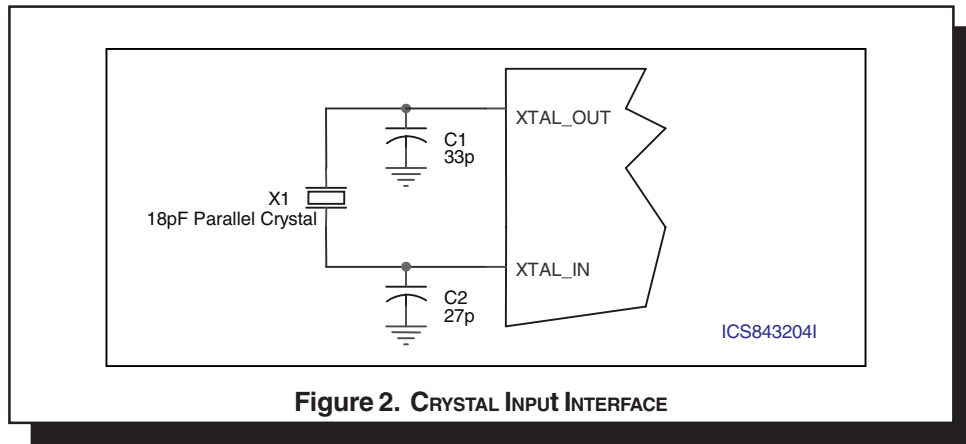 XTAL_OUT
C1
33p
X1
18pF Parallel Crystal
XTAL_IN
C2
27p
ICS843204I
Figure 2. CRYSTAL INPUt INTERFACE